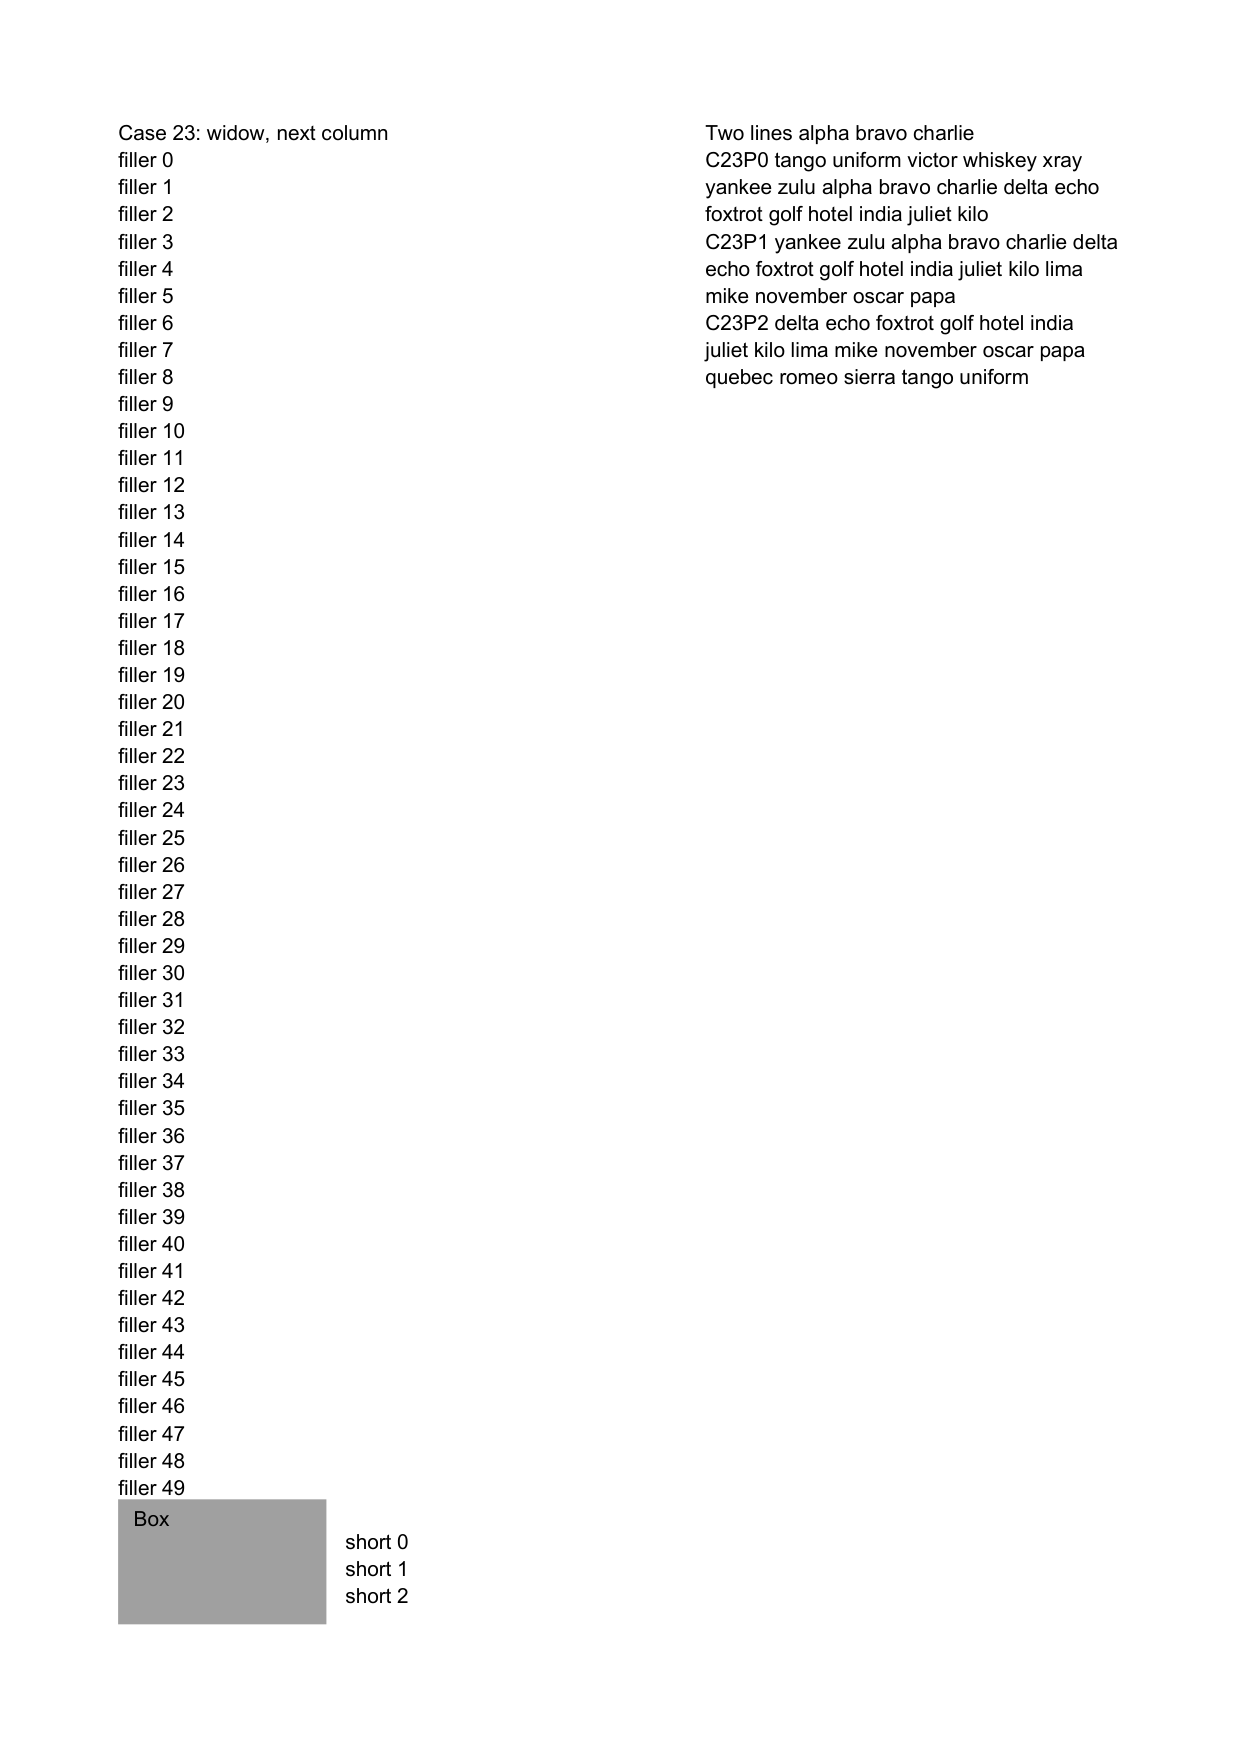 Case 23: widow, next column
filler 0
filler 1
filler 2
filler 3
filler 4
filler 5
filler 6
filler 7
filler 8
filler 9
filler 10
filler 11
filler 12
filler 13
filler 14
filler 15
filler 16
filler 17
filler 18
filler 19
filler 20
filler 21
filler 22
filler 23
filler 24
filler 25
filler 26
filler 27
filler 28
filler 29
filler 30
filler 31
filler 32
filler 33
filler 34
filler 35
filler 36
filler 37
filler 38
filler 39
filler 40
filler 41
filler 42
filler 43
filler 44
filler 45
filler 46
filler 47
filler 48
filler 49
Box
short 0
short 1
short 2
Two lines alpha bravo charlie
C23P0 tango uniform victor whiskey xray
yankee zulu alpha bravo charlie delta echo
foxtrot golf hotel india juliet kilo
C23P1 yankee zulu alpha bravo charlie delta
echo foxtrot golf hotel india juliet kilo lima
mike november oscar papa
C23P2 delta echo foxtrot golf hotel india
juliet kilo lima mike november oscar papa
quebec romeo sierra tango uniform